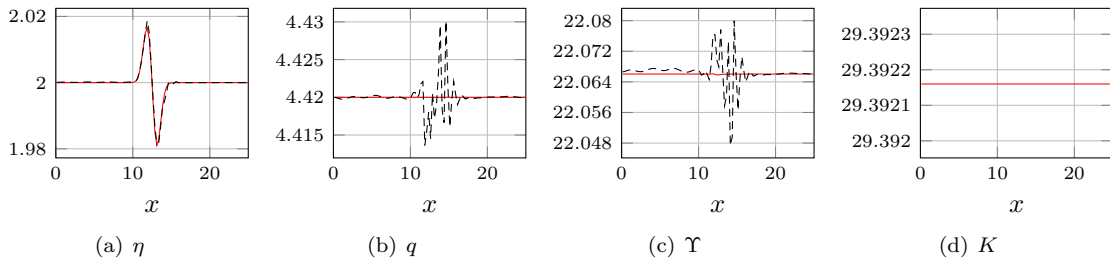 2.02
2
1.98
0 10 20
x
(a) η
4.43
4.425
4.42
4.415
0 10 20
x
(b) q
22.08
22.072
22.064
22.056
22.048
0 10 20
x
(c) ϒ
29.3923
29.3922
29.3921
29.392
0 10 20
x
(d) K